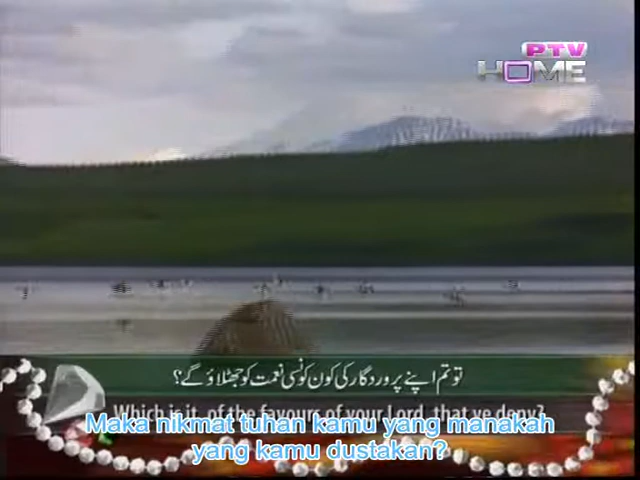 PTV
HOME
تو تم اپنے پروردگار کی کون کونسی نعمت کو جھٹلاؤ گے؟
Which is it, of the favours of your Lord, that ye deny?
Maka nikmat tuhan kamu yang manakah
yang kamu dustakan?